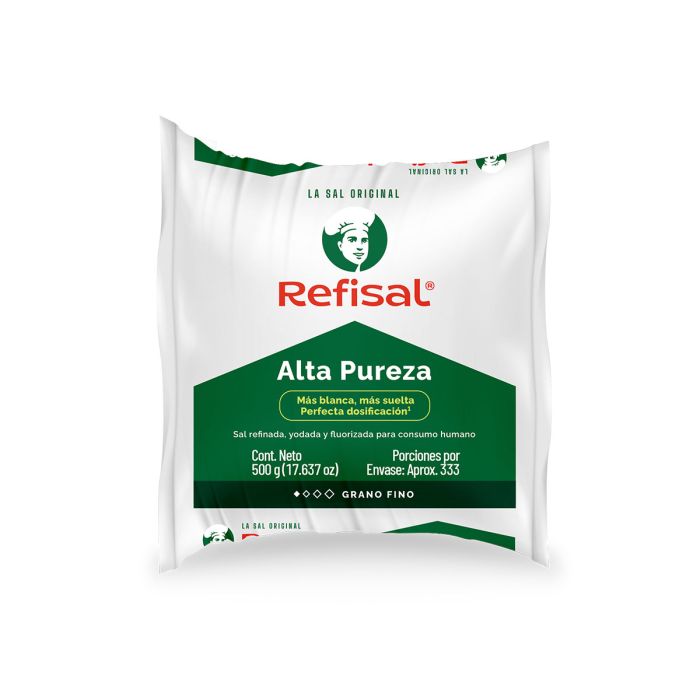 LA SAL ORIGINAL
LA SAL ORIGINAL
Refisal®
Alta Pureza
Más blanca, más suelta
Perfecta dosificación¹
Sal refinada, yodada y fluorizada para consumo humano
Cont. Neto
500 g (17.637 oz)
Porciones por
Envase: Aprox. 333
GRANO FINO
LA SAL ORIGINAL